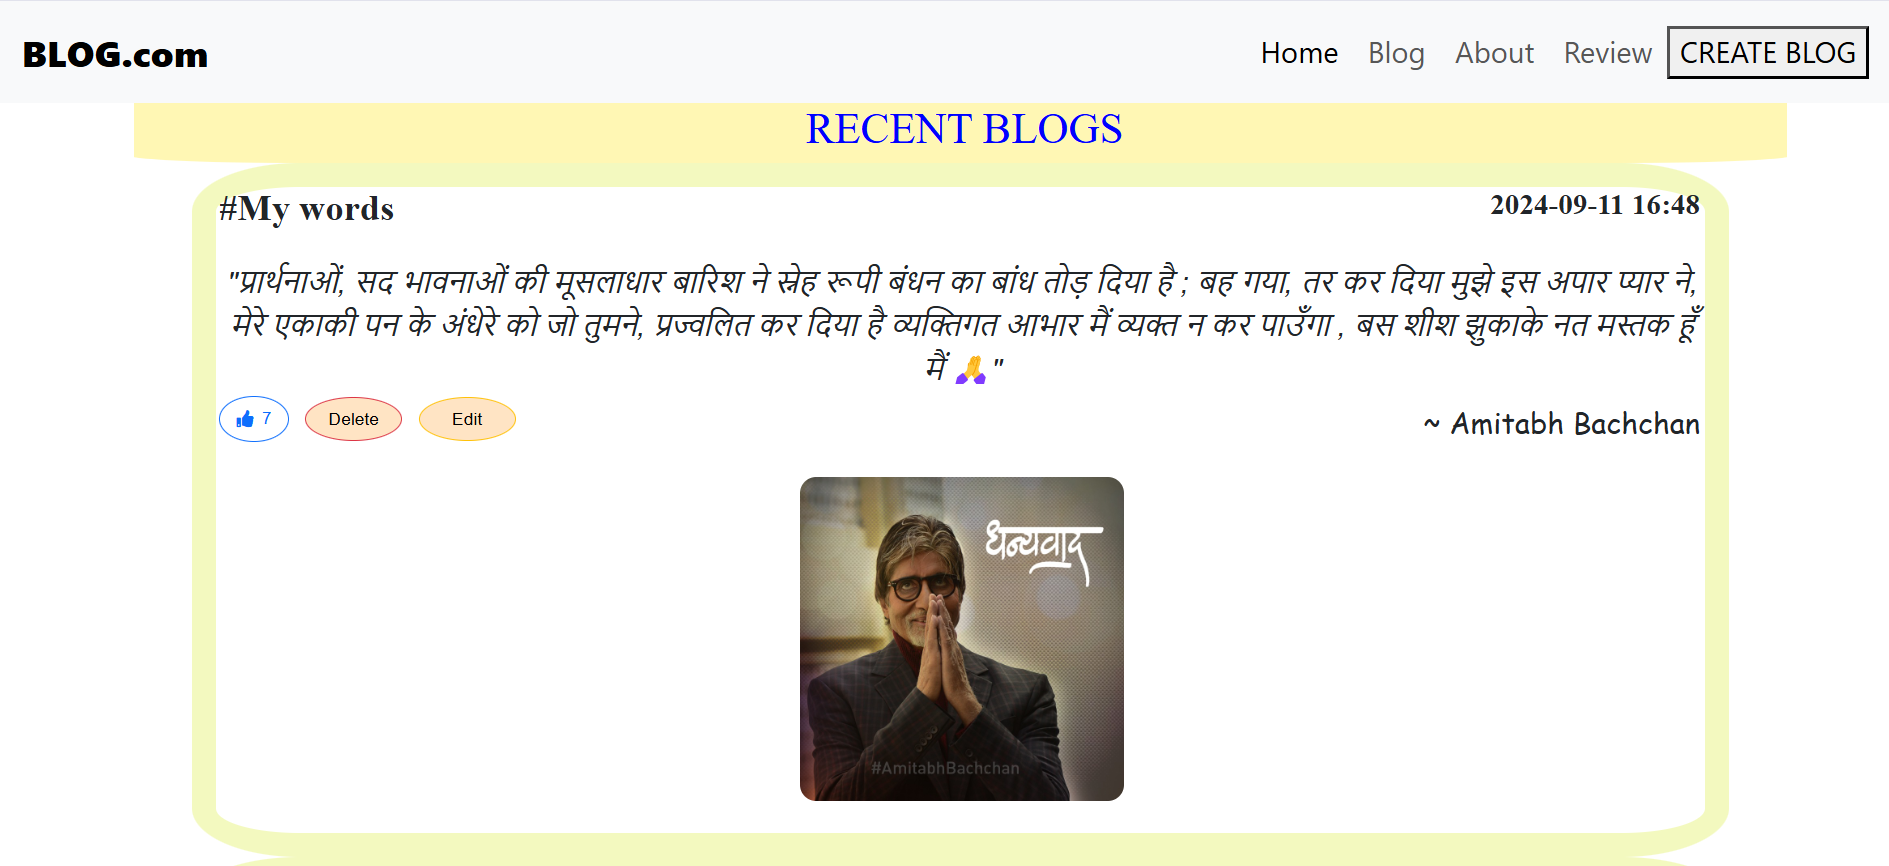 BLOG.com
Home Blog About Review CREATE BLOG
RECENT BLOGS
#My words
2024-09-11 16:48
"प्रार्थनाओं, सद भावनाओं की मूसलाधार बारिश ने स्नेह रूपी बंधन का बांध तोड़ दिया है ; बह गया, तर कर दिया मुझे इस अपार प्यार ने,
मेरे एकाकी पन के अंधेरे को जो तुमने, प्रज्वलित कर दिया है व्यक्तिगत आभार मैं व्यक्त न कर पाउँगा , बस शीश झुकाके नत मस्तक हूँ
मैं 🙏"
7 Delete Edit
~ Amitabh Bachchan
धन्यवाद
#AmitabhBachchan